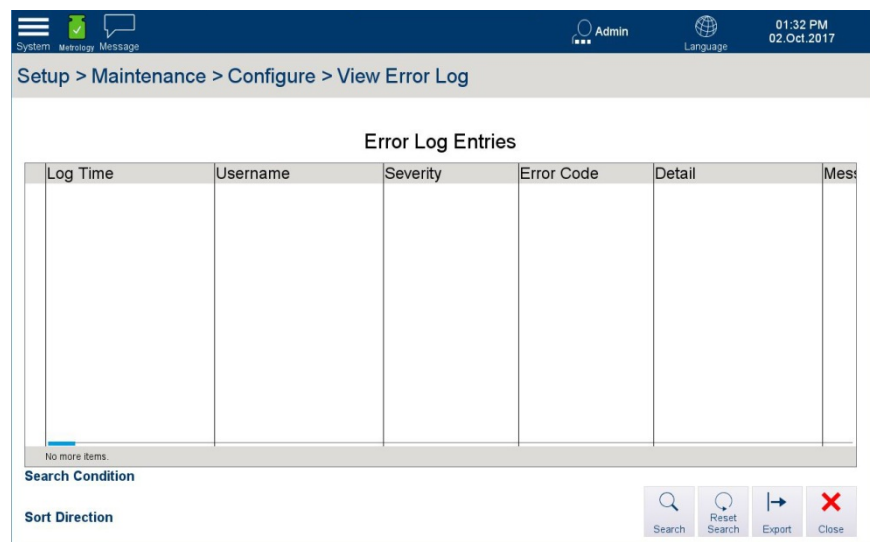 System Metrology Message Admin Language 01:32 PM
02.Oct.2017
Setup > Maintenance > Configure > View Error Log
Error Log Entries
Log Time Username Severity Error Code Detail Mess
No more items.
Search Condition
Sort Direction
Search Reset Search Export Close